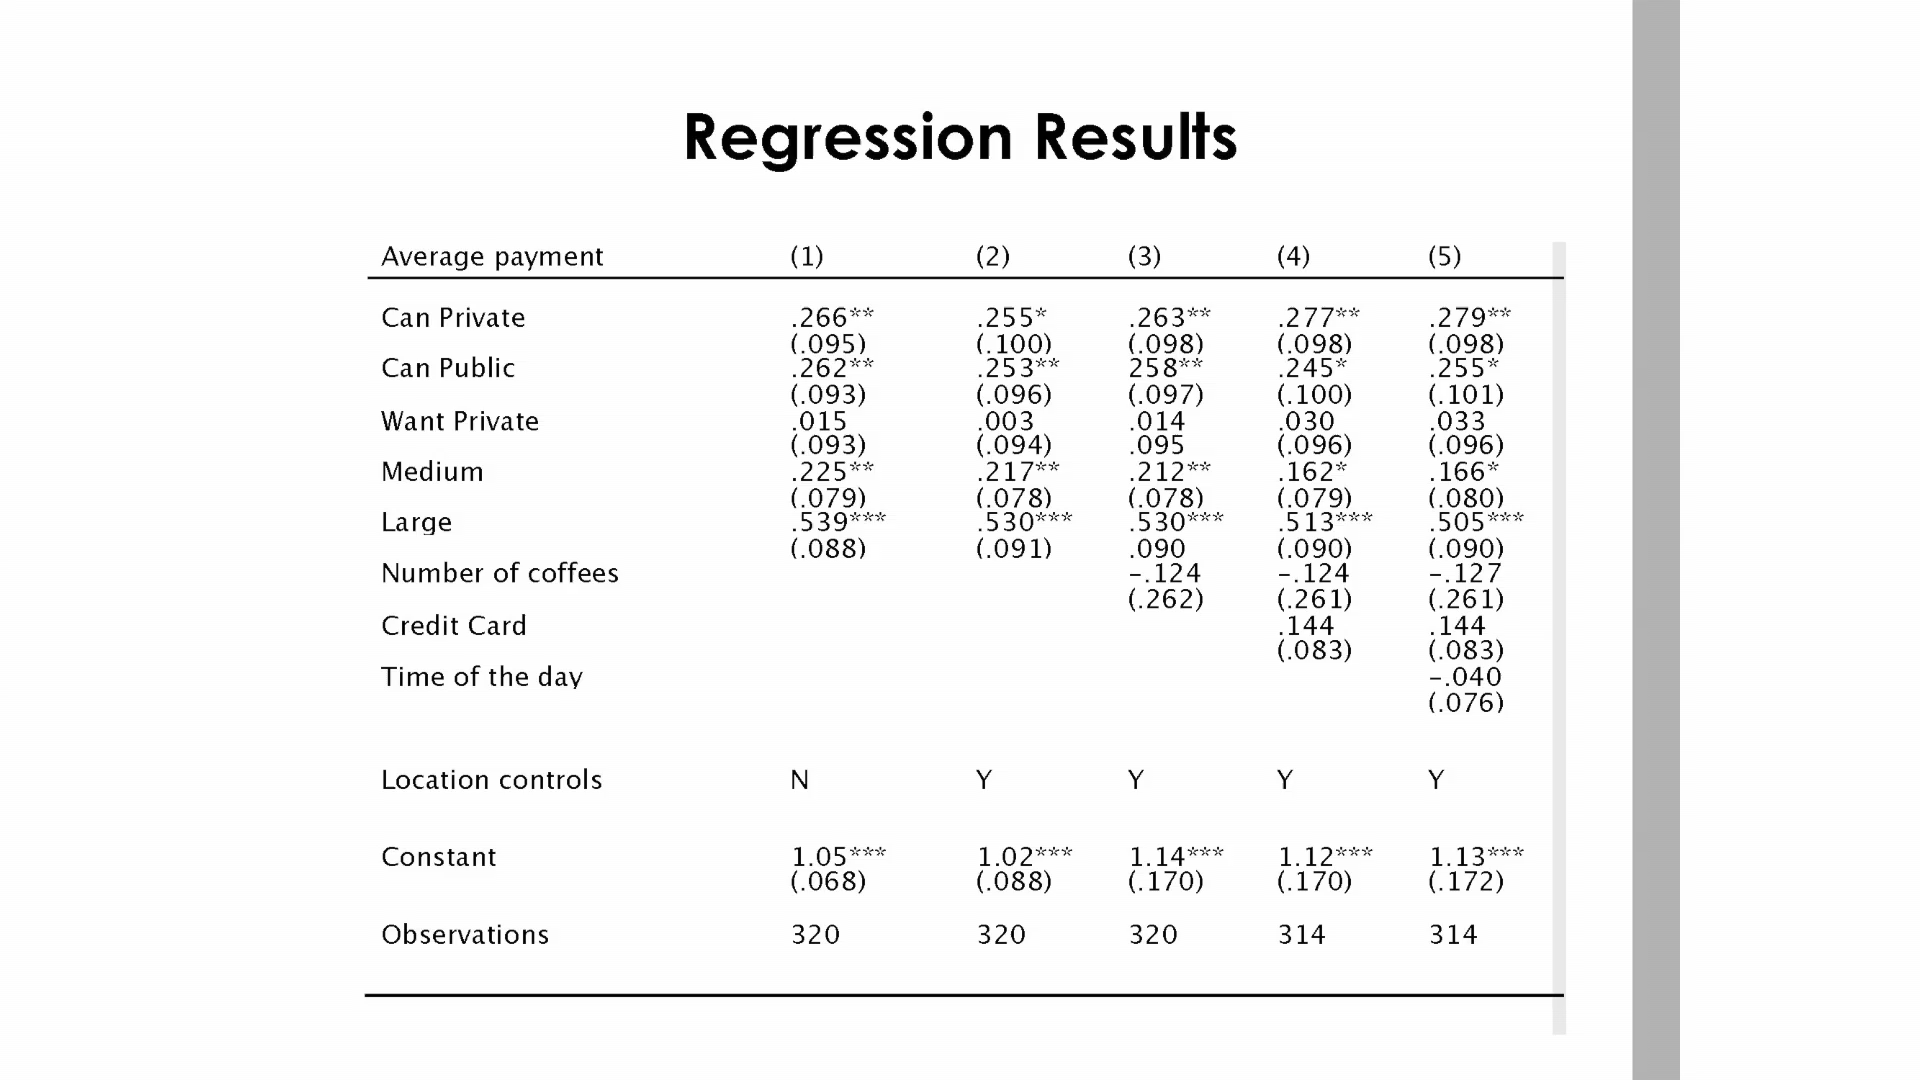 Regression Results
Average payment (1) (2) (3) (4) (5)
Can Private .266** .255* .263** .277** .279**
(.095) (.100) (.098) (.098) (.098)
Can Public .262** .253** 258** .245* .255*
(.093) (.096) (.097) (.100) (.101)
Want Private .015 .003 .014 .030 .033
(.093) (.094) .095 (.096) (.096)
Medium .225** .217** .212** .162* .166*
(.079) (.078) (.078) (.079) (.080)
Large .539*** .530*** .530*** .513*** .505***
(.088) (.091) .090 (.090) (.090)
Number of coffees –.124 –.124 –.127
(.262) (.261) (.261)
Credit Card .144 .144
(.083) (.083)
Time of the day –.040
(.076)
Location controls N Y Y Y Y
Constant 1.05*** 1.02*** 1.14*** 1.12*** 1.13***
(.068) (.088) (.170) (.170) (.172)
Observations 320 320 320 314 314